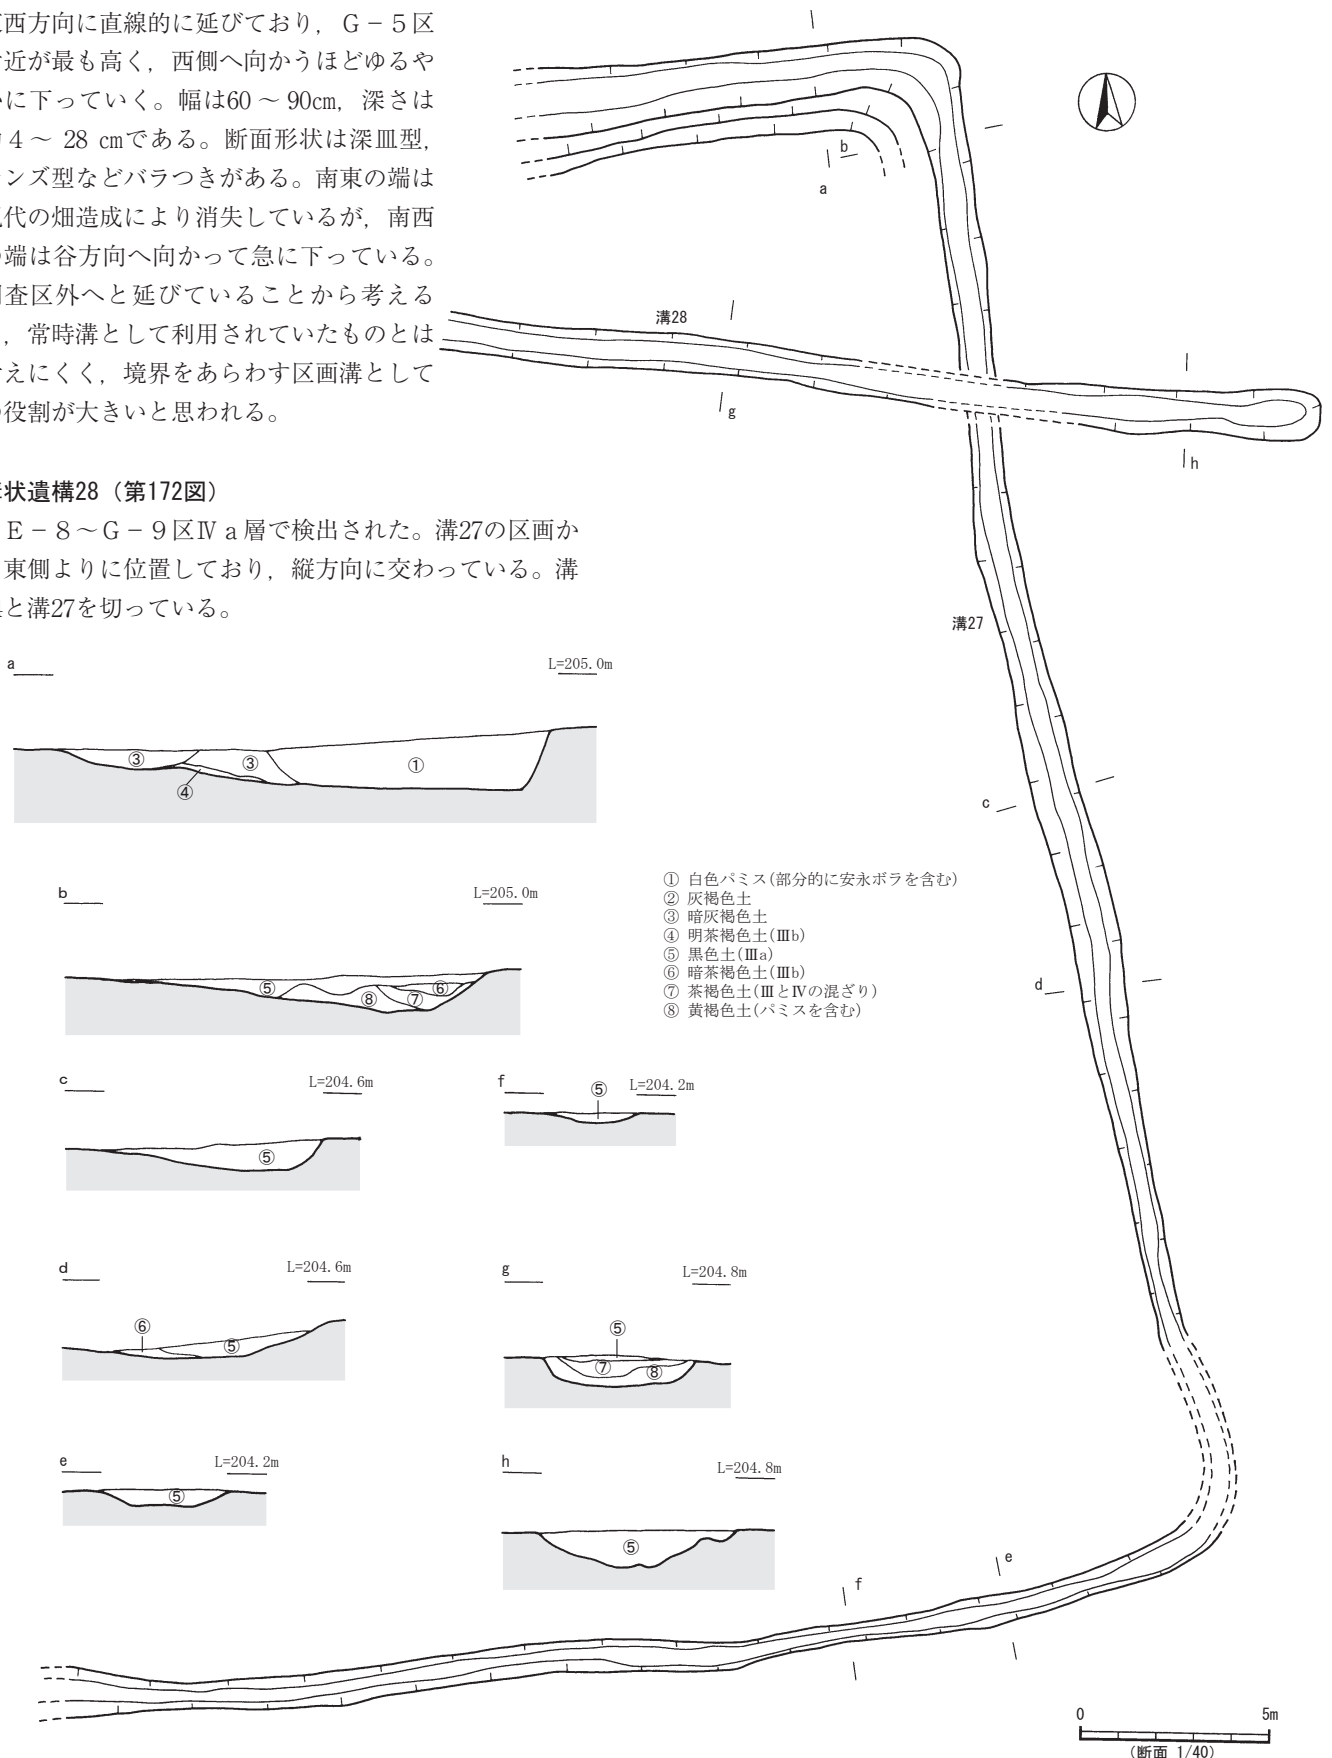 西方向に直線的に延びており，Ｇ－５区
近が最も高く，西側へ向かうほどゆるや
に下っていく。幅は60 ～ 90cm，深さは
４～ 28 cmである。断面形状は深皿型，
ンズ型などバラつきがある。南東の端は
代の畑造成により消失しているが，南西
端は谷方向へ向かって急に下っている。
査区外へと延びていることから考える
，常時溝として利用されていたものとは
えにくく，境界をあらわす区画溝として
役割が大きいと思われる。
状遺構28（第172図）
Ｅ－８～Ｇ－９区Ⅳａ層で検出された。溝27の区画か
東側よりに位置しており，縦方向に交わっている。溝
と溝27を切っている。
b
a
溝28
g
h
溝27
c
d
e
f
a
L=205.0m
③
③
①
④
b
L=205.0m
⑤
⑧
⑦
⑥
① 白色パミス(部分的に安永ボラを含む)
② 灰褐色土
③ 暗灰褐色土
④ 明茶褐色土(Ⅲb)
⑤ 黒色土(Ⅲa)
⑥ 暗茶褐色土(Ⅲb)
⑦ 茶褐色土(ⅢとⅣの混ざり)
⑧ 黄褐色土(パミスを含む)
c
L=204.6m
⑤
f
⑤
L=204.2m
d
L=204.6m
⑥
⑤
g
L=204.8m
⑤
⑦
⑧
e
L=204.2m
⑤
h
L=204.8m
⑤
0 5m
(断面 1/40)